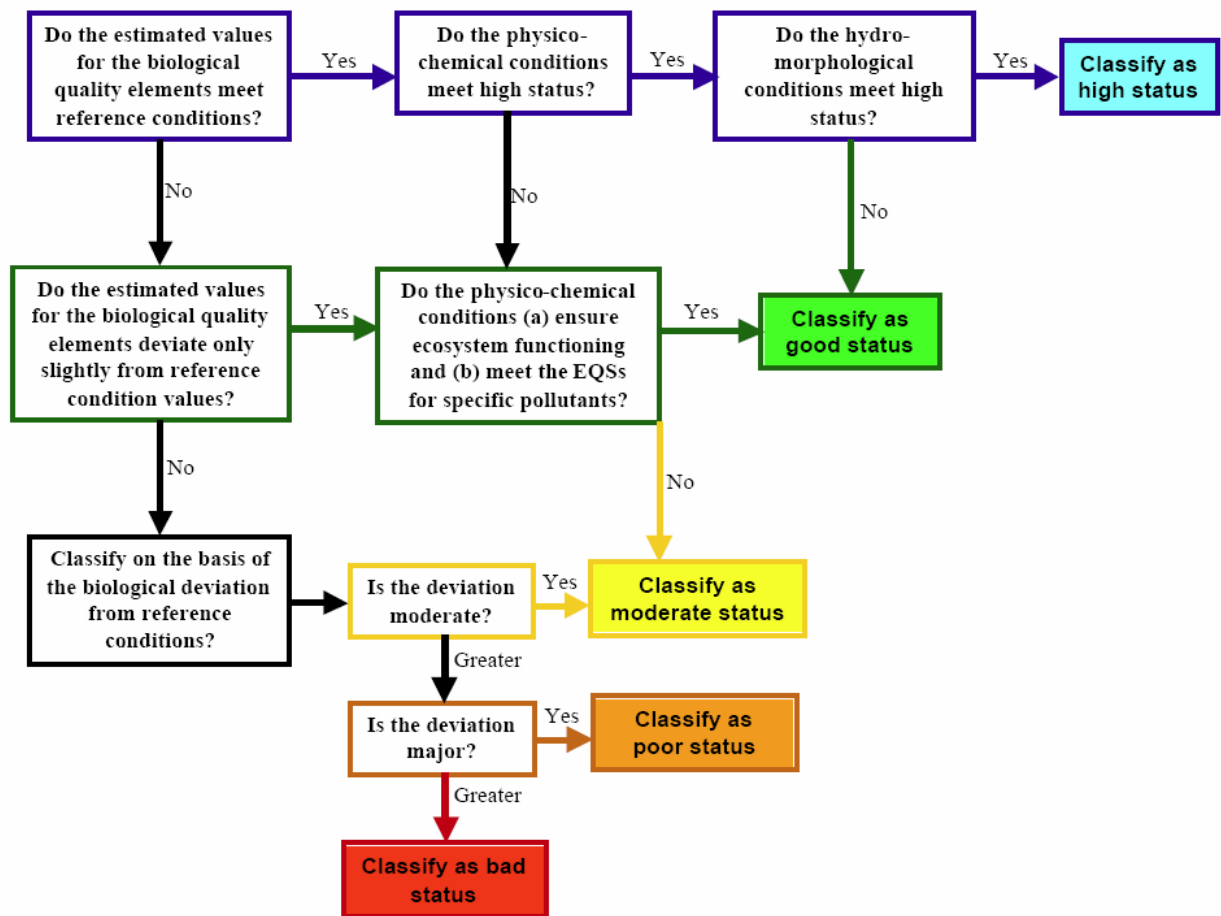 Do the estimated values
for the biological
quality elements meet
reference conditions?
Yes
Do the physico-
chemical conditions
meet high status?
Yes
Do the hydro-
morphological
conditions meet high
status?
Yes
Classify as
high status
No
No
No
Do the estimated values
for the biological quality
elements deviate only
slightly from reference
condition values?
Yes
Do the physico-chemical
conditions (a) ensure
ecosystem functioning
and (b) meet the EQSs
for specific pollutants?
Yes
Classify as
good status
No
No
Classify on the basis of
the biological deviation
from reference
conditions?
Is the deviation
moderate?
Yes
Classify as
moderate status
Greater
Is the deviation
major?
Yes
Classify as
poor status
Greater
Classify as bad
status